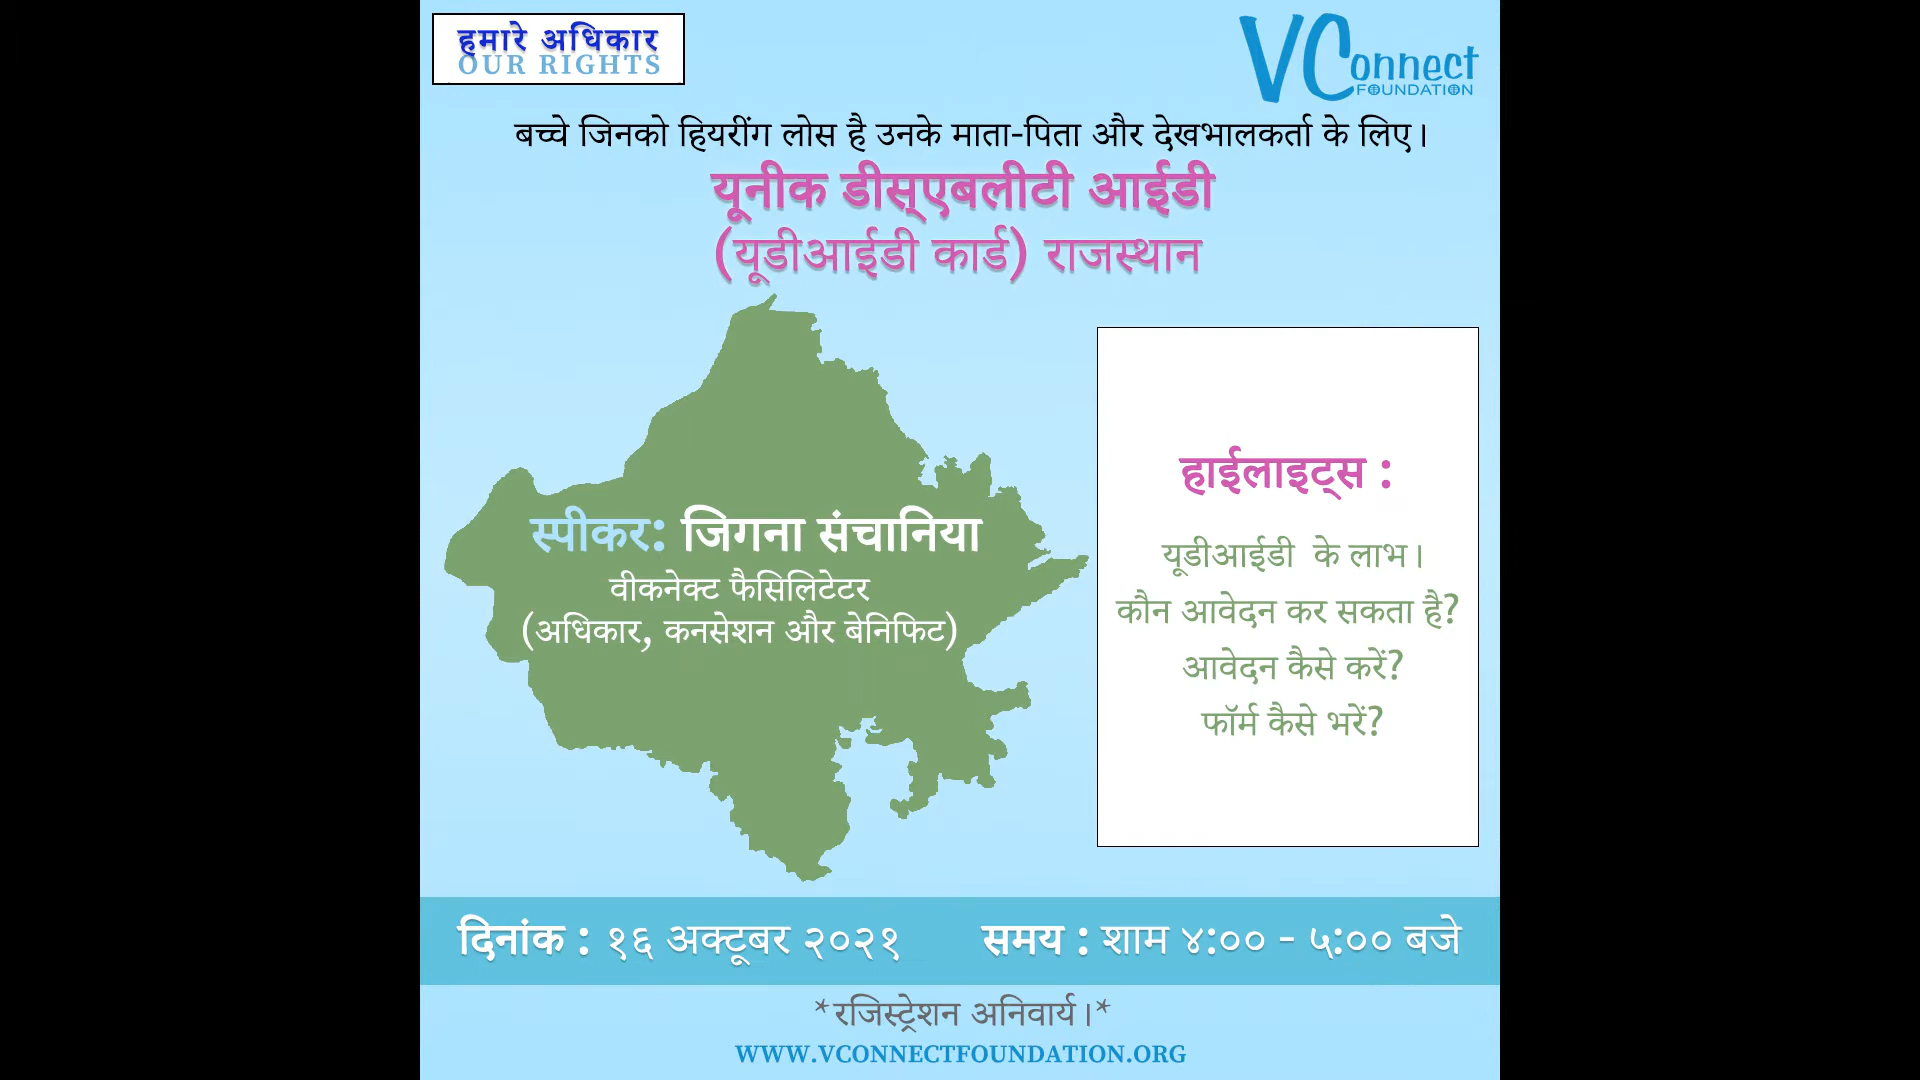 हमारे अधिकार
OUR RIGHTS
VConnect
FOUNDATION
बच्चे जिनको हियरींग लोस है उनके माता-पिता और देखभालकर्ता के लिए।
यूनीक डीस्एबलीटी आईडी
(यूडीआईडी कार्ड) राजस्थान
स्पीकर: जिगना संचानिया
वीकनेक्ट फैसिलिटेटर
(अधिकार, कनसेशन और बेनिफिट)
हाईलाइट्स :
यूडीआईडी के लाभ।
कौन आवेदन कर सकता है?
आवेदन कैसे करें?
फॉर्म कैसे भरें?
दिनांक : १६ अक्टूबर २०२१
समय : शाम ४:०० - ५:०० बजे
*रजिस्ट्रेशन अनिवार्य।*
WWW.VCONNECTFOUNDATION.ORG